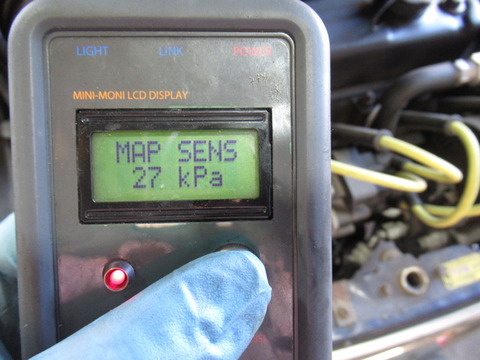 LIGHT LINK POWER
MINI-MONI LCD DISPLAY
MAP SENS
27 kPa